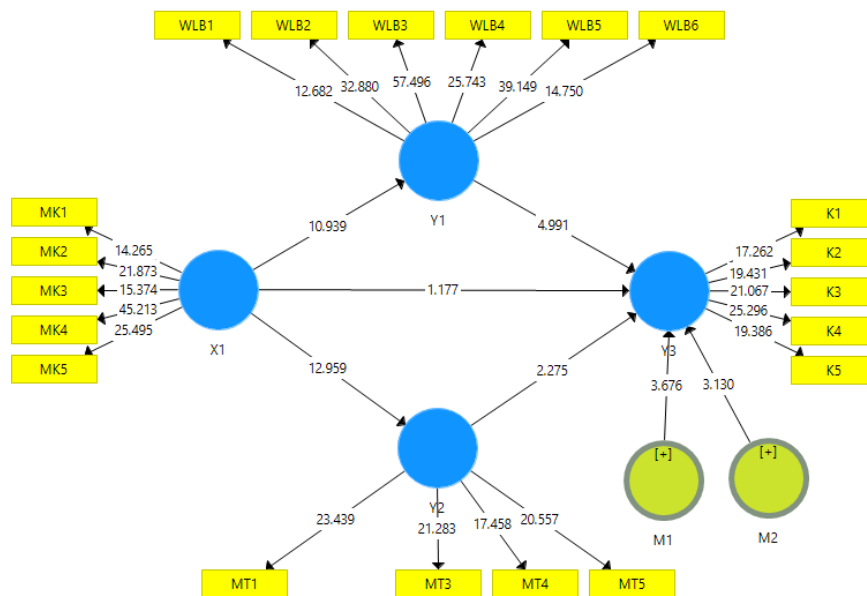 WLB1
WLB2
WLB3
WLB4
WLB5
WLB6
12.682
32.880
57.496
25.743
39.149
14.750
Y1
MK1
MK2
MK3
MK4
MK5
14.265
21.873
15.374
45.213
25.495
X1
10.939
4.991
1.177
12.959
2.275
K1
K2
K3
K4
K5
17.262
19.431
21.067
25.296
19.386
Y3
3.676
3.130
[+]
[+]
M1
M2
Y2
23.439
21.283
17.458
20.557
MT1
MT3
MT4
MT5